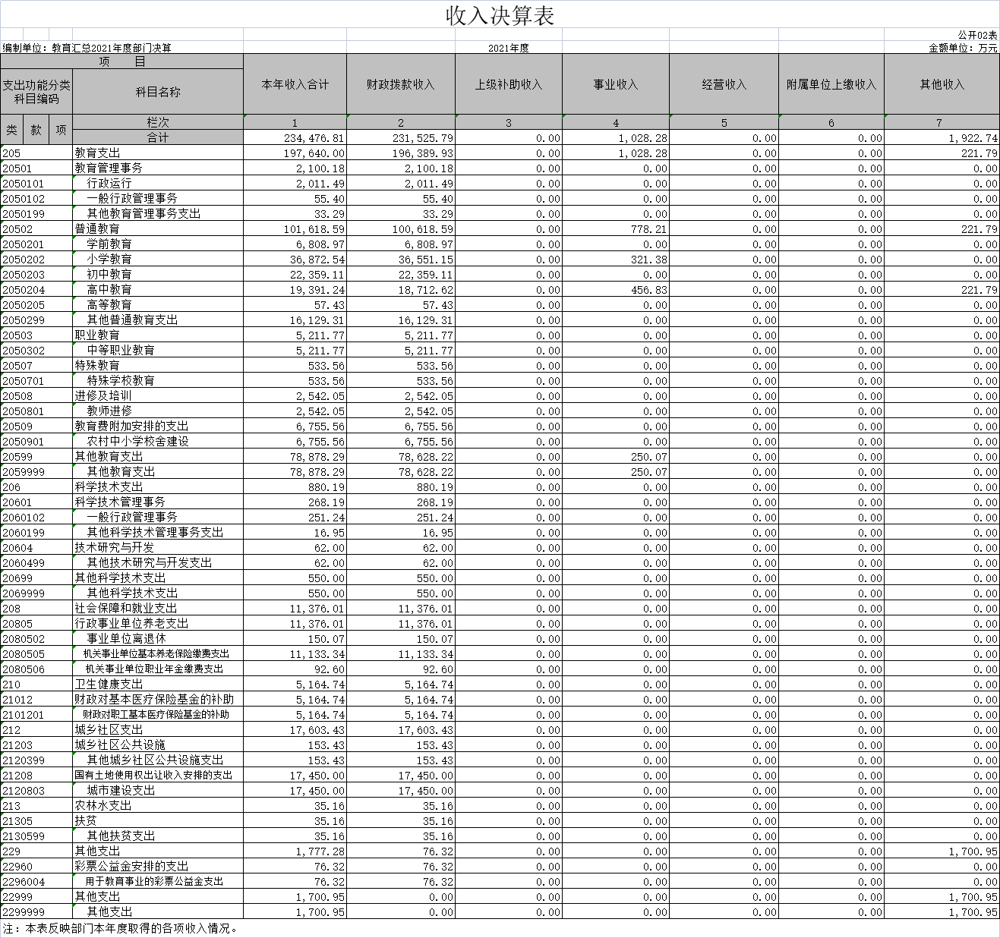 收入决算表
公开02表
编制单位：教育汇总2021年度部门决算 2021年度 金额单位：万元
项 目
支出功能分类科目编码 科目名称 本年收入合计 财政拨款收入 上级补助收入 事业收入 经营收入 附属单位上缴收入 其他收入
类 款 项 栏次 1 2 3 4 5 6 7
合计 234,476.81 231,525.79 0.00 1,028.28 0.00 0.00 1,922.74
205 教育支出 197,640.00 196,389.93 0.00 1,028.28 0.00 0.00 221.79
20501 教育管理事务 2,100.18 2,100.18 0.00 0.00 0.00 0.00 0.00
2050101 行政运行 2,011.49 2,011.49 0.00 0.00 0.00 0.00 0.00
2050102 一般行政管理事务 55.40 55.40 0.00 0.00 0.00 0.00 0.00
2050199 其他教育管理事务支出 33.29 33.29 0.00 0.00 0.00 0.00 0.00
20502 普通教育 101,618.59 100,618.59 0.00 778.21 0.00 0.00 221.79
2050201 学前教育 6,808.97 6,808.97 0.00 0.00 0.00 0.00 0.00
2050202 小学教育 36,872.54 36,551.15 0.00 321.38 0.00 0.00 0.00
2050203 初中教育 22,359.11 22,359.11 0.00 0.00 0.00 0.00 0.00
2050204 高中教育 19,391.24 18,712.62 0.00 456.83 0.00 0.00 221.79
2050205 高等教育 57.43 57.43 0.00 0.00 0.00 0.00 0.00
2050299 其他普通教育支出 16,129.31 16,129.31 0.00 0.00 0.00 0.00 0.00
20503 职业教育 5,211.77 5,211.77 0.00 0.00 0.00 0.00 0.00
2050302 中等职业教育 5,211.77 5,211.77 0.00 0.00 0.00 0.00 0.00
20507 特殊教育 533.56 533.56 0.00 0.00 0.00 0.00 0.00
2050701 特殊学校教育 533.56 533.56 0.00 0.00 0.00 0.00 0.00
20508 进修及培训 2,542.05 2,542.05 0.00 0.00 0.00 0.00 0.00
2050801 教师进修 2,542.05 2,542.05 0.00 0.00 0.00 0.00 0.00
20509 教育费附加安排的支出 6,755.56 6,755.56 0.00 0.00 0.00 0.00 0.00
2050901 农村中小学校舍建设 6,755.56 6,755.56 0.00 0.00 0.00 0.00 0.00
20599 其他教育支出 78,878.29 78,628.22 0.00 250.07 0.00 0.00 0.00
2059999 其他教育支出 78,878.29 78,628.22 0.00 250.07 0.00 0.00 0.00
206 科学技术支出 880.19 880.19 0.00 0.00 0.00 0.00 0.00
20601 科学技术管理事务 268.19 268.19 0.00 0.00 0.00 0.00 0.00
2060102 一般行政管理事务 251.24 251.24 0.00 0.00 0.00 0.00 0.00
2060199 其他科学技术管理事务支出 16.95 16.95 0.00 0.00 0.00 0.00 0.00
20604 技术研究与开发 62.00 62.00 0.00 0.00 0.00 0.00 0.00
2060499 其他技术研究与开发支出 62.00 62.00 0.00 0.00 0.00 0.00 0.00
20699 其他科学技术支出 550.00 550.00 0.00 0.00 0.00 0.00 0.00
2069999 其他科学技术支出 550.00 550.00 0.00 0.00 0.00 0.00 0.00
208 社会保障和就业支出 11,376.01 11,376.01 0.00 0.00 0.00 0.00 0.00
20805 行政事业单位养老支出 11,376.01 11,376.01 0.00 0.00 0.00 0.00 0.00
2080502 事业单位离退休 150.07 150.07 0.00 0.00 0.00 0.00 0.00
2080505 机关事业单位基本养老保险缴费支出 11,133.34 11,133.34 0.00 0.00 0.00 0.00 0.00
2080506 机关事业单位职业年金缴费支出 92.60 92.60 0.00 0.00 0.00 0.00 0.00
210 卫生健康支出 5,164.74 5,164.74 0.00 0.00 0.00 0.00 0.00
21012 财政对基本医疗保险基金的补助 5,164.74 5,164.74 0.00 0.00 0.00 0.00 0.00
2101201 财政对职工基本医疗保险基金的补助 5,164.74 5,164.74 0.00 0.00 0.00 0.00 0.00
212 城乡社区支出 17,603.43 17,603.43 0.00 0.00 0.00 0.00 0.00
21203 城乡社区公共设施 153.43 153.43 0.00 0.00 0.00 0.00 0.00
2120399 其他城乡社区公共设施支出 153.43 153.43 0.00 0.00 0.00 0.00 0.00
21208 国有土地使用权出让收入安排的支出 17,450.00 17,450.00 0.00 0.00 0.00 0.00 0.00
2120803 城市建设支出 17,450.00 17,450.00 0.00 0.00 0.00 0.00 0.00
213 农林水支出 35.16 35.16 0.00 0.00 0.00 0.00 0.00
21305 扶贫 35.16 35.16 0.00 0.00 0.00 0.00 0.00
2130599 其他扶贫支出 35.16 35.16 0.00 0.00 0.00 0.00 0.00
229 其他支出 1,777.28 76.32 0.00 0.00 0.00 0.00 1,700.95
22960 彩票公益金安排的支出 76.32 76.32 0.00 0.00 0.00 0.00 0.00
2296004 用于教育事业的彩票公益金支出 76.32 76.32 0.00 0.00 0.00 0.00 0.00
22999 其他支出 1,700.95 0.00 0.00 0.00 0.00 0.00 1,700.95
2299999 其他支出 1,700.95 0.00 0.00 0.00 0.00 0.00 1,700.95
注：本表反映部门本年度取得的各项收入情况。